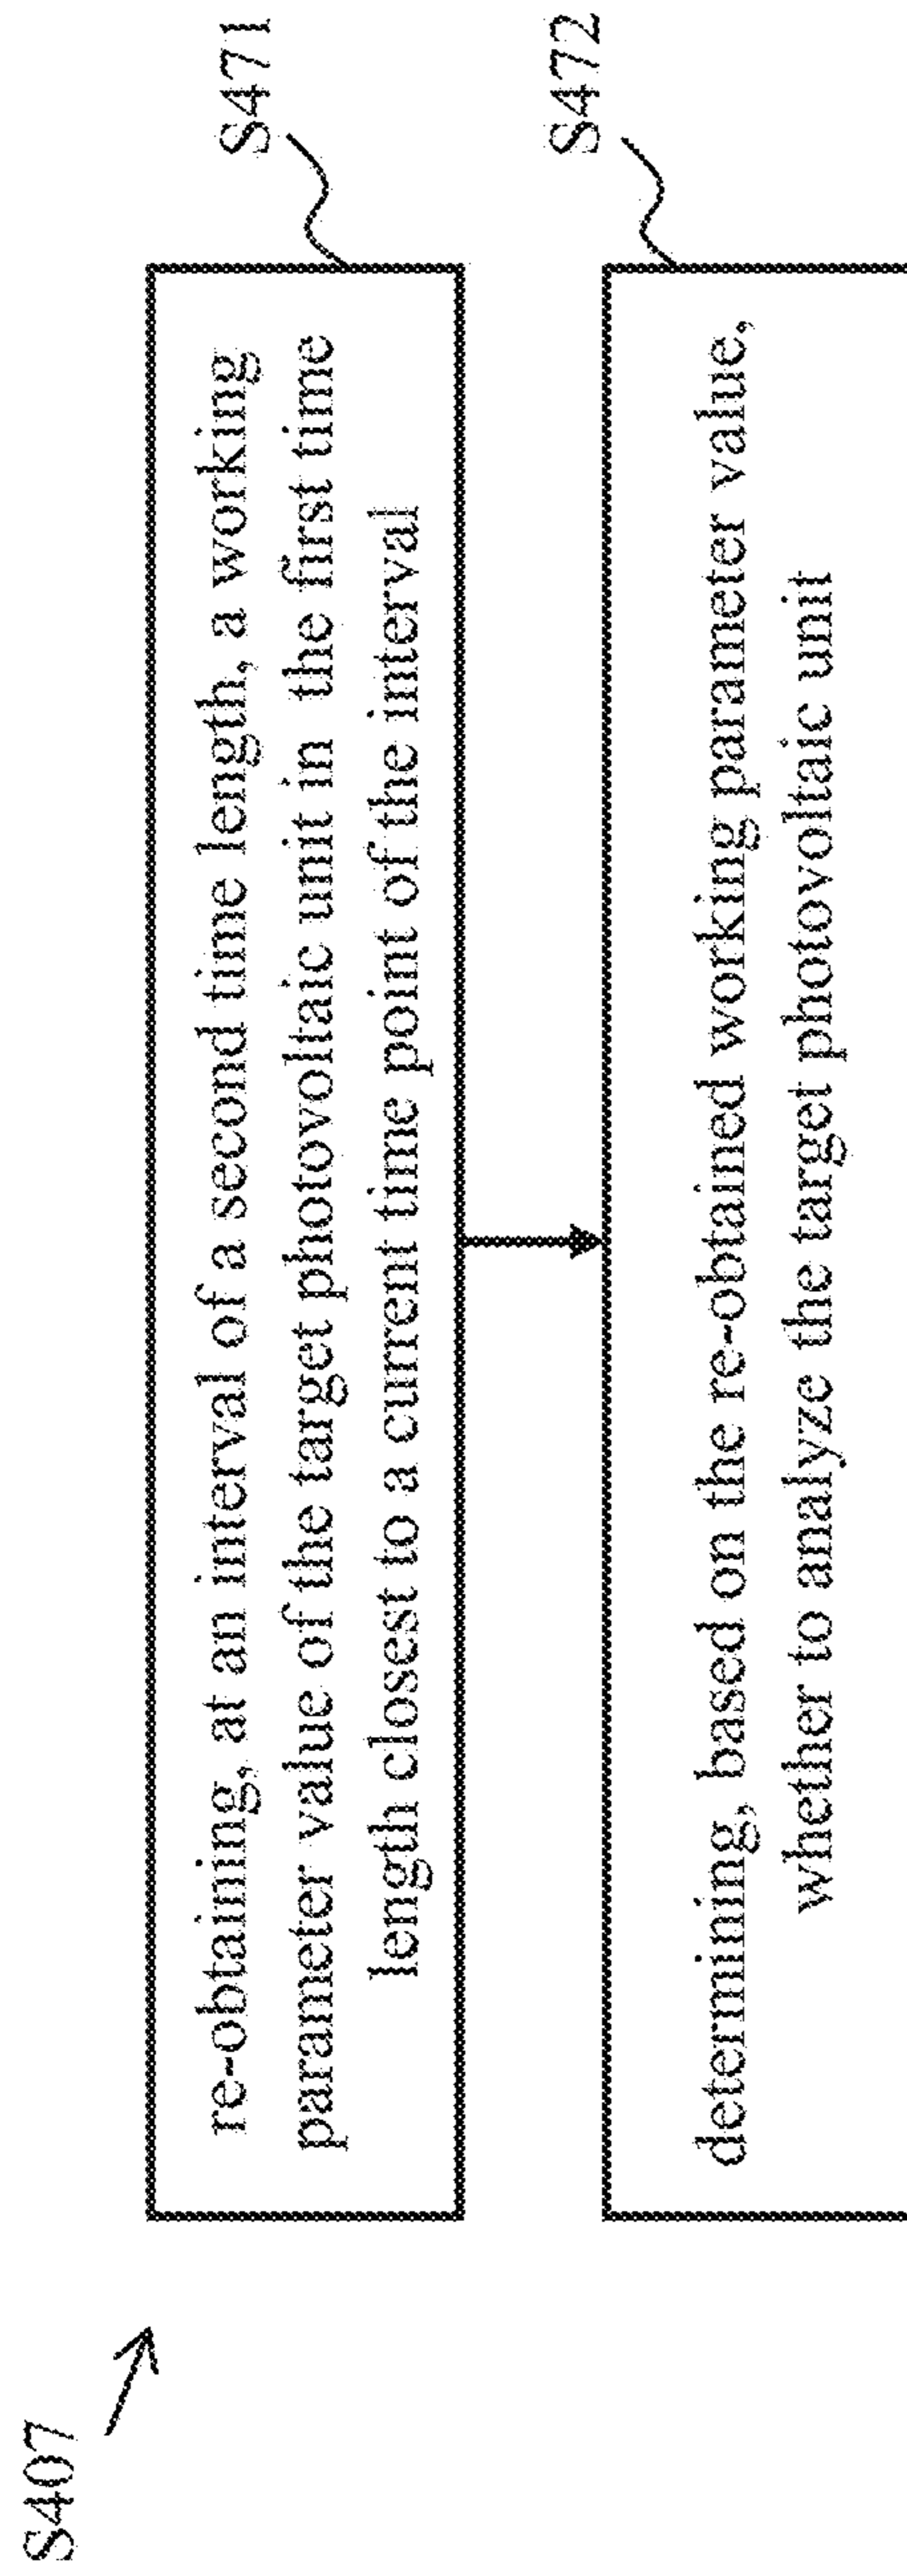 S407
re-obtaining, at an interval of a second time length, a working
parameter value of the target photovoltaic unit in the first time
length closest to a current time point of the interval
S471
determining, based on the re-obtained working parameter value,
whether to analyze the target photovoltaic unit
S472